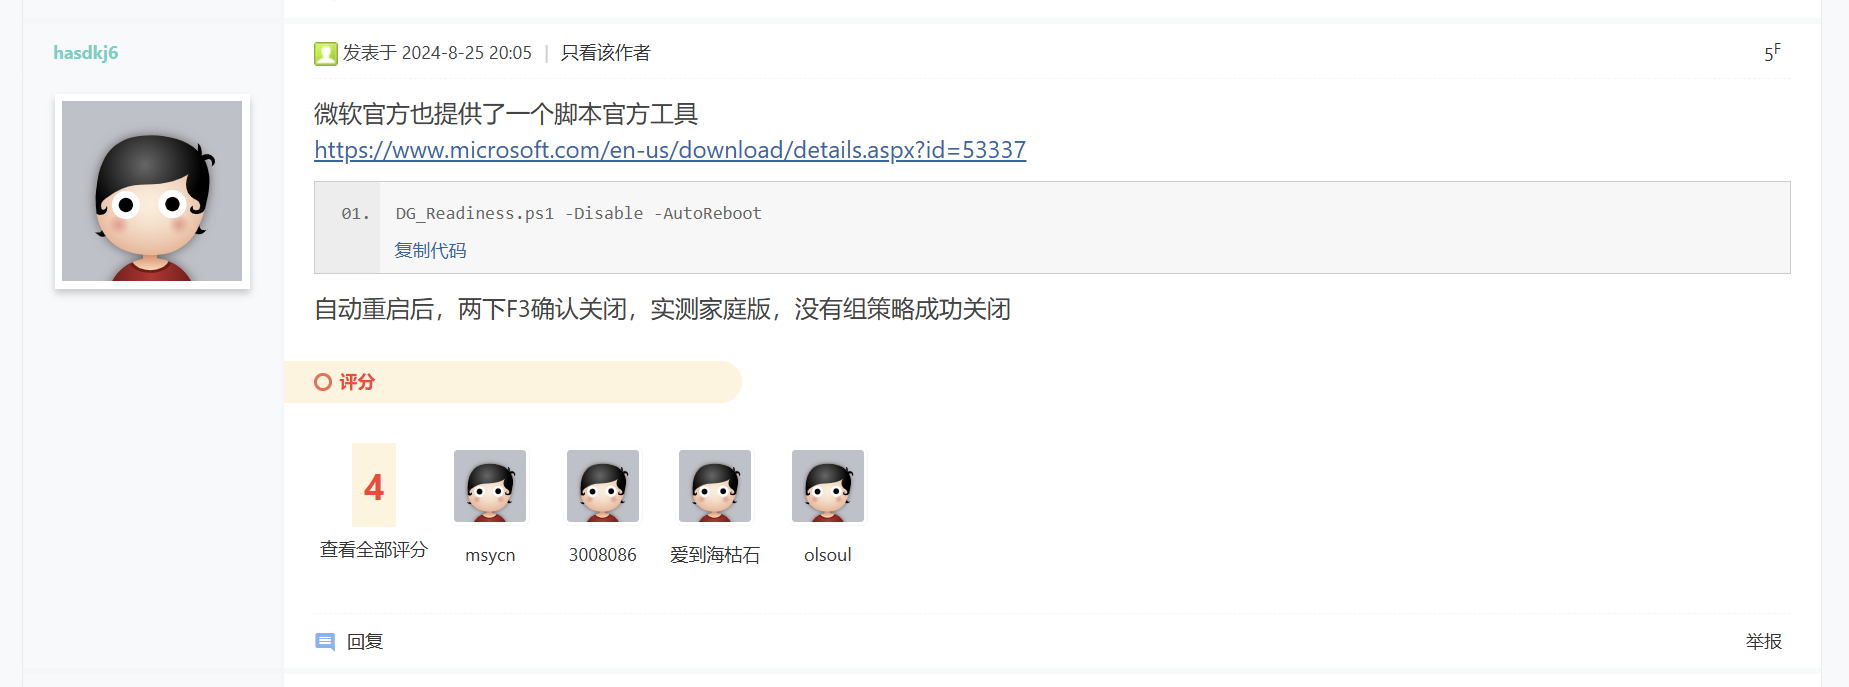 hasdkj6
发表于 2024-8-25 20:05 | 只看该作者
5F
微软官方也提供了一个脚本官方工具
https://www.microsoft.com/en-us/download/details.aspx?id=53337
01. DG_Readiness.ps1 -Disable -AutoReboot
复制代码
自动重启后，两下F3确认关闭，实测家庭版，没有组策略成功关闭
评分
4
查看全部评分
msycn
3008086
爱到海枯石
olsoul
回复
举报